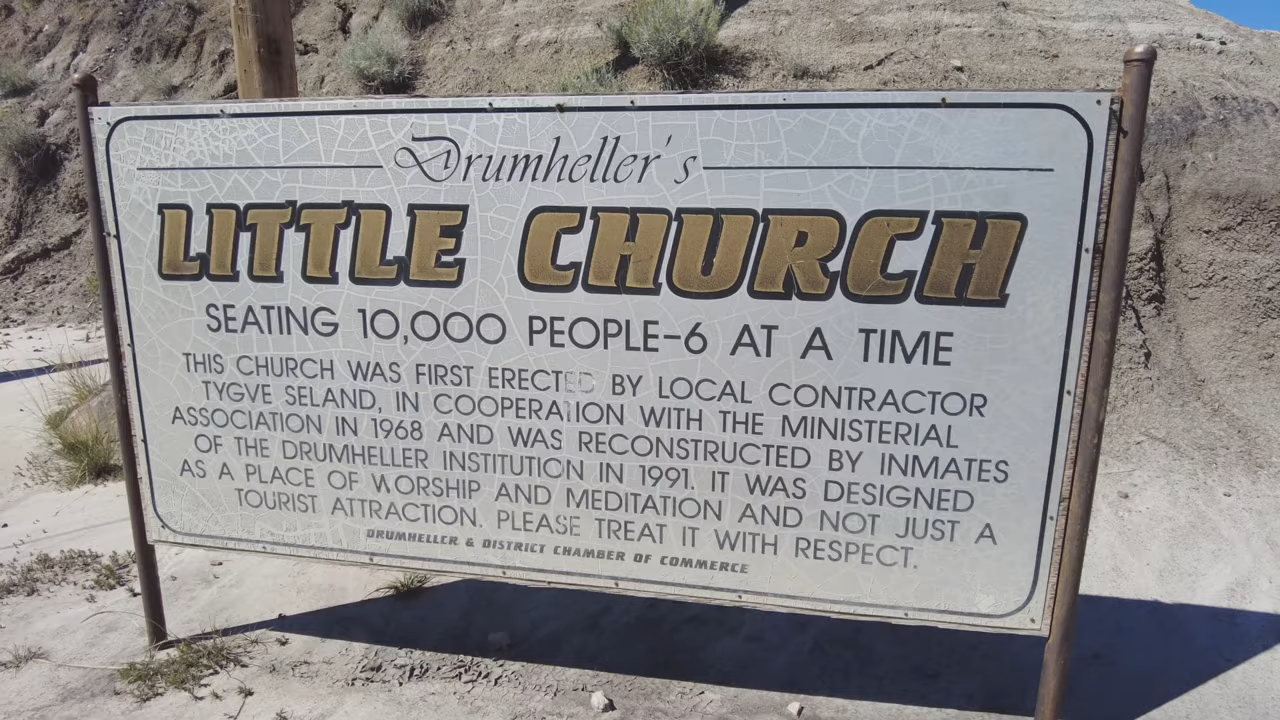 Drumheller's
LITTLE CHURCH
SEATING 10,000 PEOPLE-6 AT A TIME
THIS CHURCH WAS FIRST ERECTED BY LOCAL CONTRACTOR
TYGVE SELAND, IN COOPERATION WITH THE MINISTERIAL
ASSOCIATION IN 1968 AND WAS RECONSTRUCTED BY INMATES
OF THE DRUMHELLER INSTITUTION IN 1991. IT WAS DESIGNED
AS A PLACE OF WORSHIP AND MEDITATION AND NOT JUST A
TOURIST ATTRACTION. PLEASE TREAT IT WITH RESPECT.
DRUMHELLER & DISTRICT CHAMBER OF COMMERCE